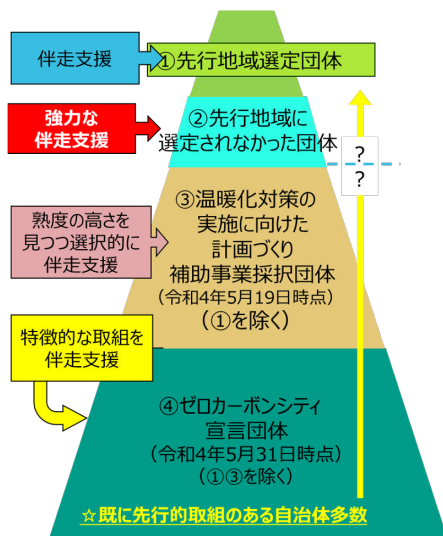 伴走支援
①先行地域選定団体
強力な
伴走支援
②先行地域に
選定されなかった団体
?
?
熟度の高さを
見つつ選択的に
伴走支援
③温暖化対策の
実施に向けた
計画づくり
補助事業採択団体
（令和4年5月19日時点）
（①を除く）
特徴的な取組を
伴走支援
④ゼロカーボンシティ
宣言団体
（令和4年5月31日時点）
（①③を除く）
☆既に先行的取組のある自治体多数